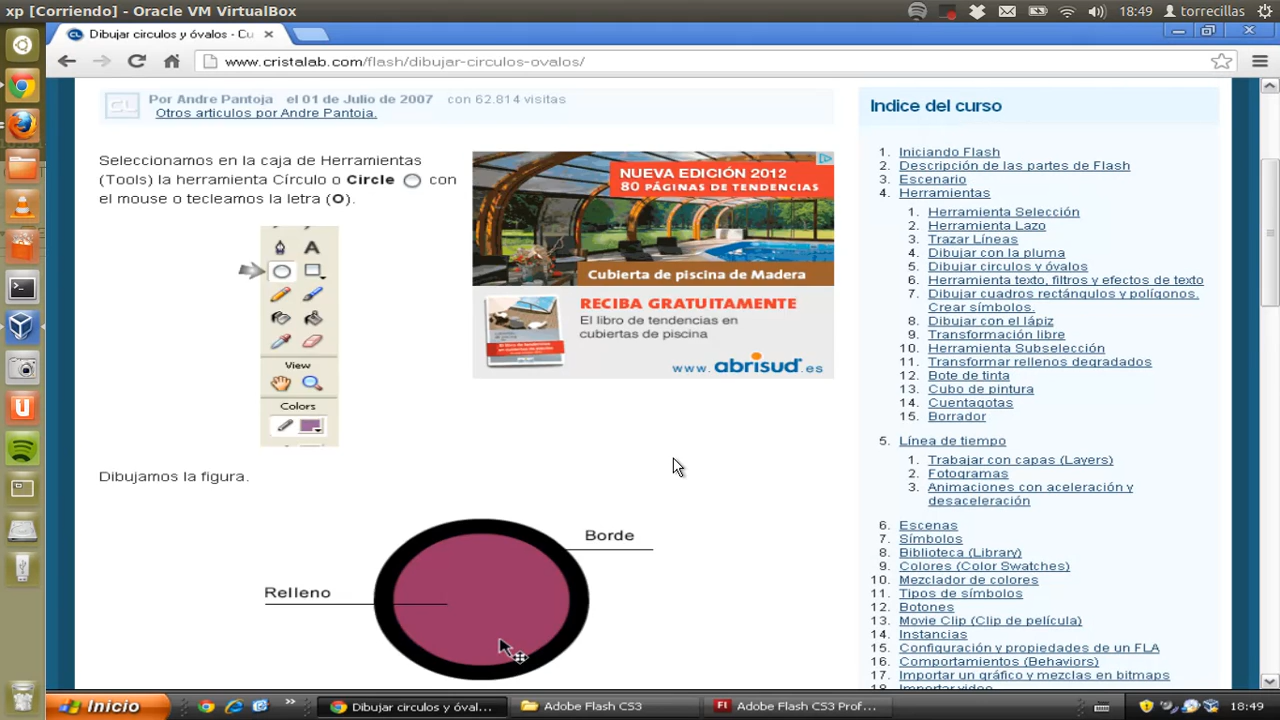 xp [Corriendo] - Oracle VM VirtualBox
18:49
torrecillas
Dibujar circulos y óvalos - Cu
www.cristalab.com/flash/dibujar-circulos-ovalos/
Por Andre Pantoja el 01 de Julio de 2007 con 62.814 visitas
Otros articulos por Andre Pantoja.
Seleccionamos en la caja de Herramientas
(Tools) la herramienta Círculo o Circle con
el mouse o tecleamos la letra (O).
A
View
Colors
NUEVA EDICIÓN 2012
80 PÁGINAS DE TENDENCIAS
Cubierta de piscina de Madera
RECIBA GRATUITAMENTE
El libro de tendencias en
cubiertas de piscina
www.abrisud.es
Dibujamos la figura.
Borde
Relleno
Indice del curso
1. Iniciando Flash
2. Descripción de las partes de Flash
3. Escenario
4. Herramientas
1. Herramienta Selección
2. Herramienta Lazo
3. Trazar Líneas
4. Dibujar con la pluma
5. Dibujar circulos y óvalos
6. Herramienta texto, filtros y efectos de texto
7. Dibujar cuadros rectángulos y polígonos.
Crear símbolos.
8. Dibujar con el lápiz
9. Transformación libre
10. Herramienta Subselección
11. Transformar rellenos degradados
12. Bote de tinta
13. Cubo de pintura
14. Cuentagotas
15. Borrador
5. Línea de tiempo
1. Trabajar con capas (Layers)
2. Fotogramas
3. Animaciones con aceleración y
desaceleración
6. Escenas
7. Símbolos
8. Biblioteca (Library)
9. Colores (Color Swatches)
10. Mezclador de colores
11. Tipos de símbolos
12. Botones
13. Movie Clip (Clip de película)
14. Instancias
15. Configuración y propiedades de un FLA
16. Comportamientos (Behaviors)
17. Importar un gráfico y mezclas en bitmaps
18. Importar video
Inicio
Dibujar circulos y óval...
Adobe Flash CS3
Adobe Flash CS3 Prof...
18:49